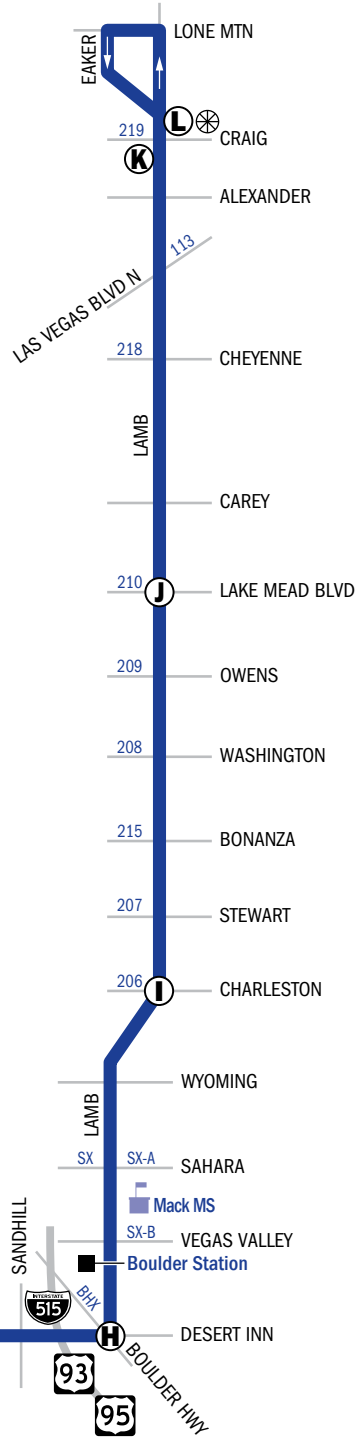 LONE MTN
EAKER
L
219
CRAIG
K
ALEXANDER
113
LAS VEGAS BLVD N
218
CHEYENNE
LAMB
CAREY
210
J
LAKE MEAD BLVD
209
OWENS
208
WASHINGTON
215
BONANZA
207
STEWART
206
I
CHARLESTON
WYOMING
LAMB
SX
SX-A
SAHARA
Mack MS
SX-B
VEGAS VALLEY
SANDHILL
Boulder Station
INTERSTATE
515
BHX
H
DESERT INN
BOULDER HWY
93
95